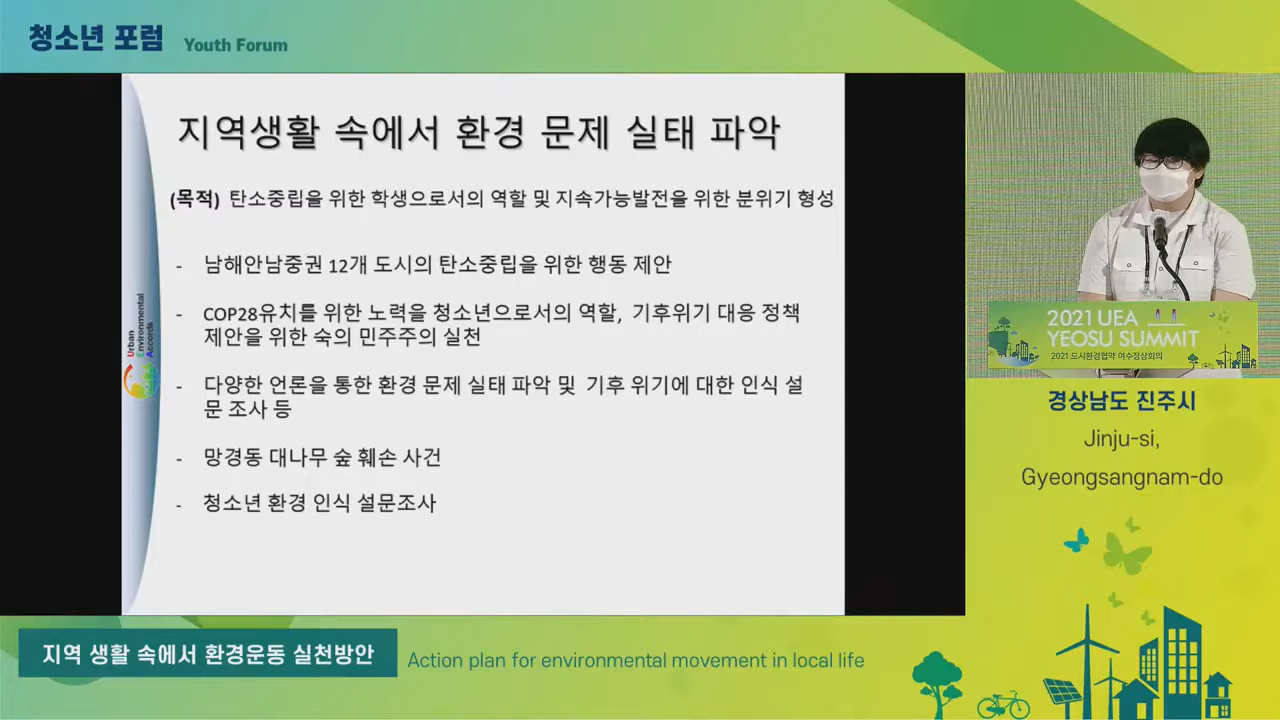 청소년 포럼 Youth Forum
지역생활 속에서 환경 문제 실태 파악
(목적) 탄소중립을 위한 학생으로서의 역할 및 지속가능발전을 위한 분위기 형성
- 남해안남중권 12개 도시의 탄소중립을 위한 행동 제안
- COP28유치를 위한 노력을 청소년으로서의 역할, 기후위기 대응 정책
제안을 위한 숙의 민주주의 실천
- 다양한 언론을 통한 환경 문제 실태 파악 및 기후 위기에 대한 인식 설
문 조사 등
- 망경동 대나무 숲 훼손 사건
- 청소년 환경 인식 설문조사
Urban
Environmental
Accords
2021 UEA
YEOSU SUMMIT
2021 도시환경협약 여수정상회의
경상남도 진주시
Jinju-si,
Gyeongsangnam-do
지역 생활 속에서 환경운동 실천방안
Action plan for environmental movement in local life